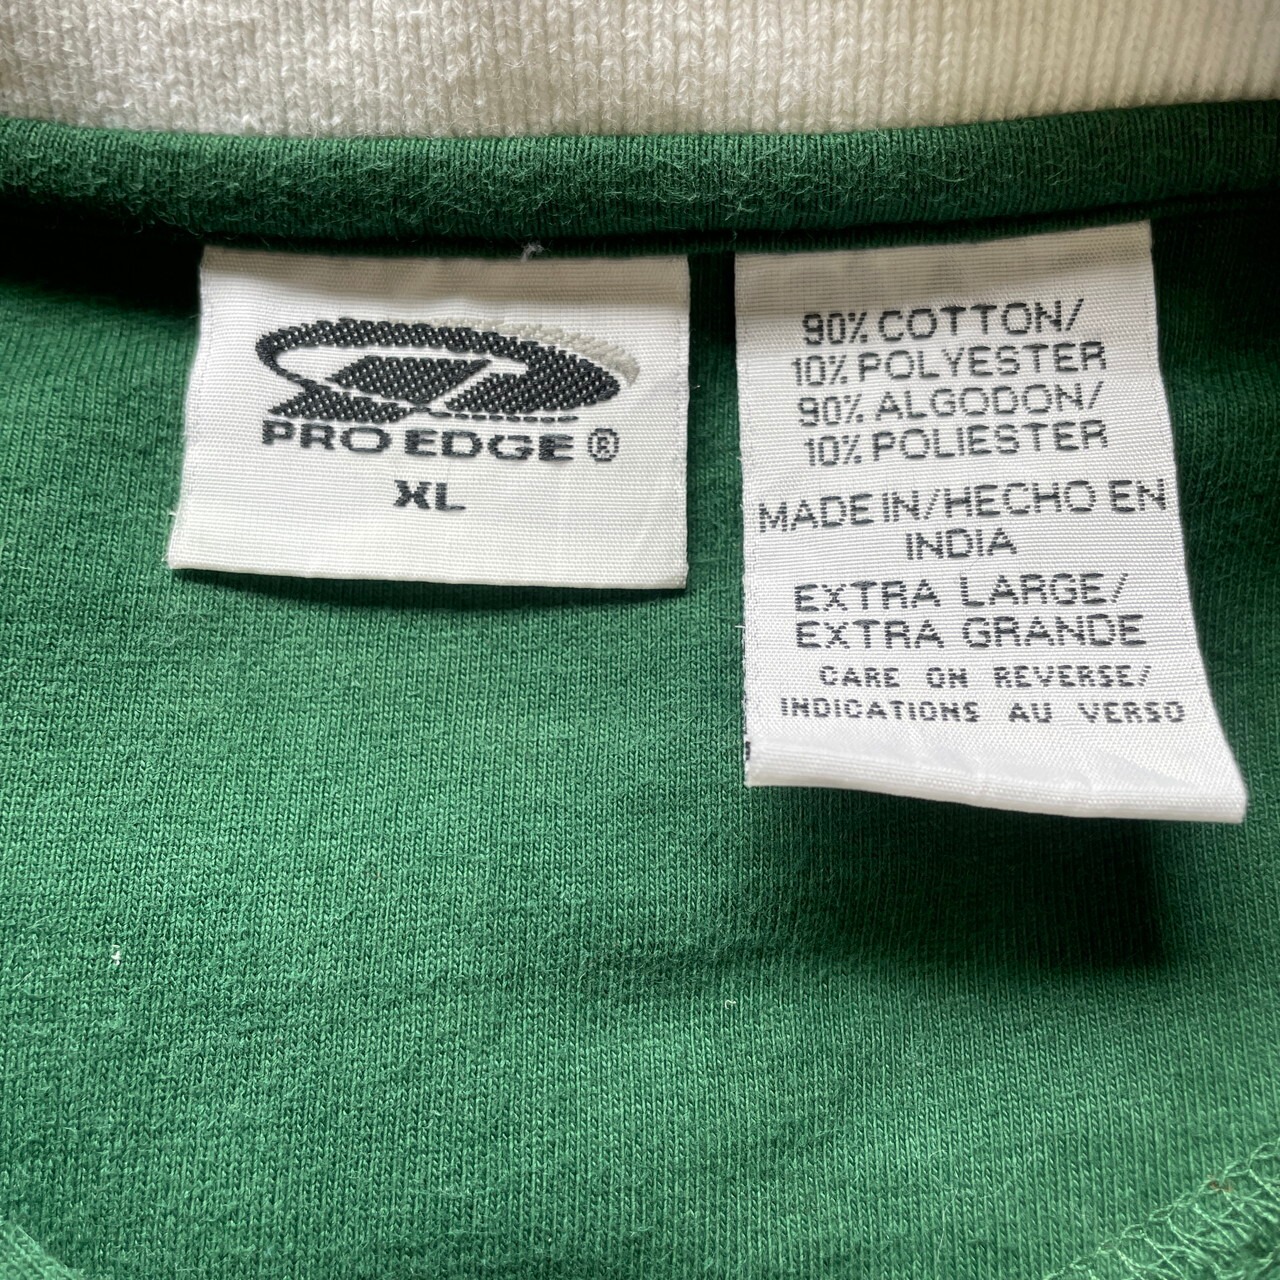 PRO EDGE ®
XL
90% COTTON/
10% POLYESTER
90% ALGODON/
10% POLIESTER
MADE IN/HECHO EN
INDIA
EXTRA LARGE/
EXTRA GRANDE
CARE ON REVERSE/
INDICATIONS AU VERSO